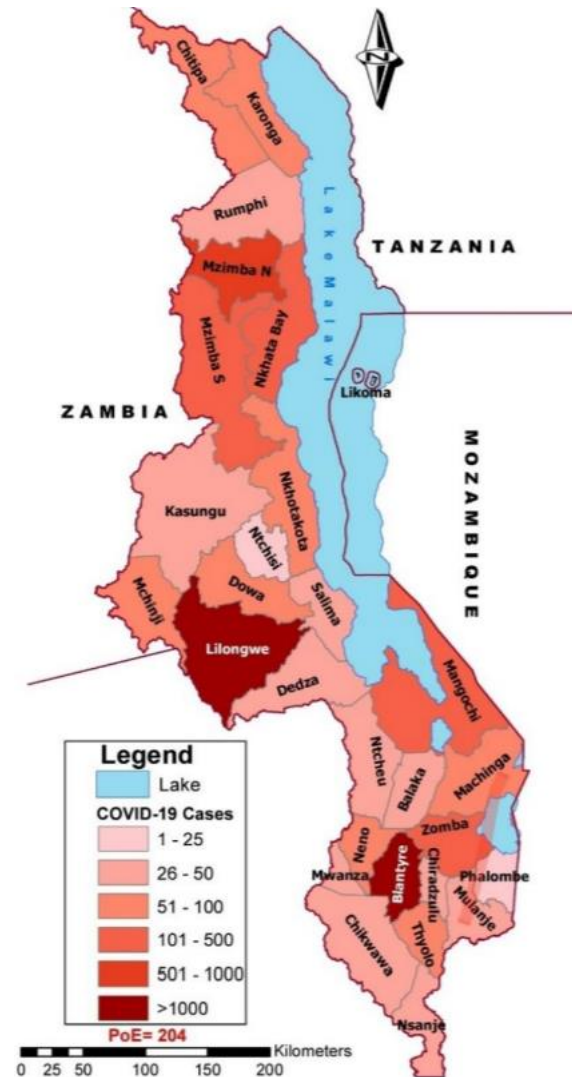 N
Chitipa
Karonga
Rumphi
Lake Malawi
TANZANIA
Mzimba N
Mzimba S
Nkhata Bay
Likoma
ZAMBIA
MOZAMBIQUE
Kasungu
Nkhotakota
Ntchisi
Mchinji
Dowa
Salima
Lilongwe
Dedza
Mangochi
Ntcheu
Balaka
Machinga
Neno
Zomba
Mwanza
Blantyre
Chiradzulu
Phalombe
Mulanje
Chikwawa
Thyolo
Nsanje
Legend
Lake
COVID-19 Cases
1 - 25
26 - 50
51 - 100
101 - 500
501 - 1000
>1000
PoE= 204
Kilometers
0 25 50 100 150 200